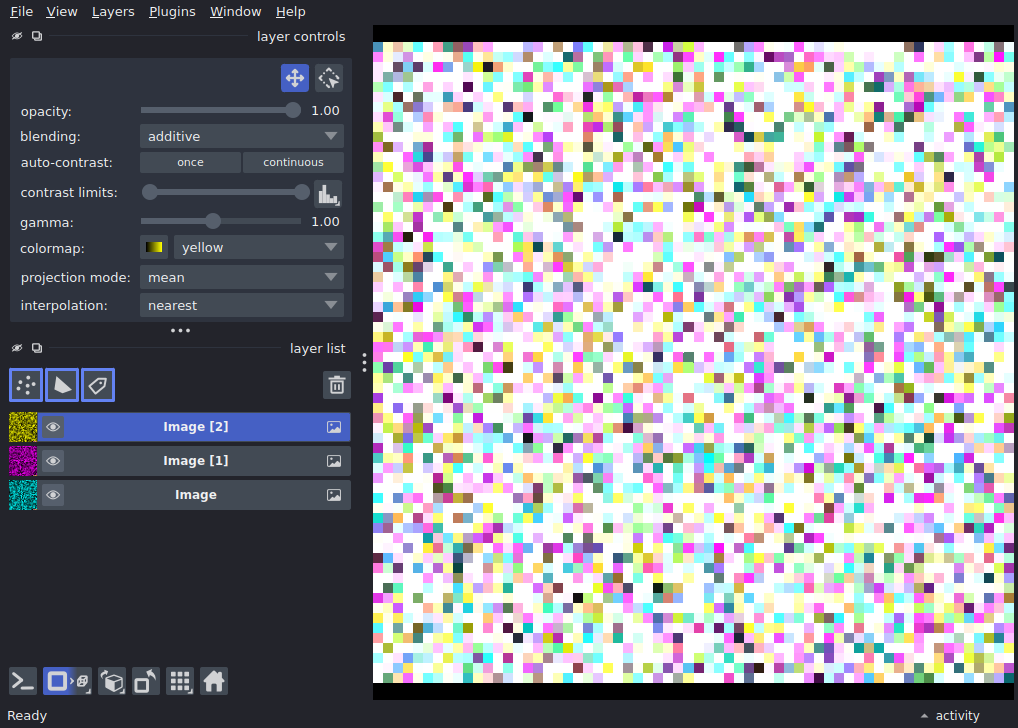 File View Layers Plugins Window Help
layer controls
opacity: 1.00
blending: additive
auto-contrast: once continuous
contrast limits:
gamma: 1.00
colormap: yellow
projection mode: mean
interpolation: nearest
layer list
Image [2]
Image [1]
Image
Ready
activity